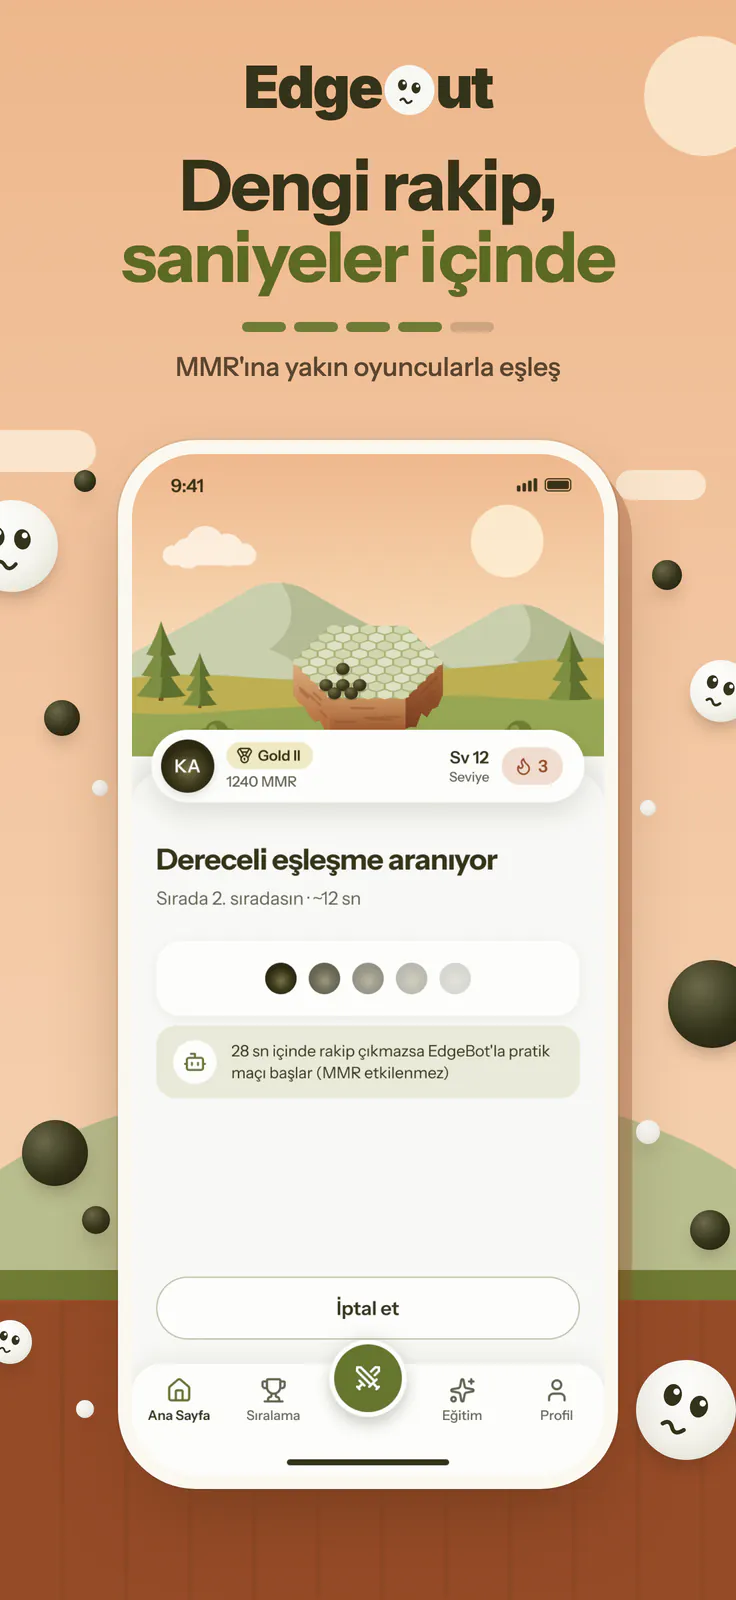 Edgeout
Dengi rakip,
saniyeler içinde
MMR'ına yakın oyuncularla eşleş
9:41
KA
Gold II
1240 MMR
Sv 12
Seviye
3
Dereceli eşleşme aranıyor
Sırada 2. sıradasın · ~12 sn
28 sn içinde rakip çıkmazsa EdgeBot'la pratik
maçı başlar (MMR etkilenmez)
İptal et
Ana Sayfa
Sıralama
Eğitim
Profil